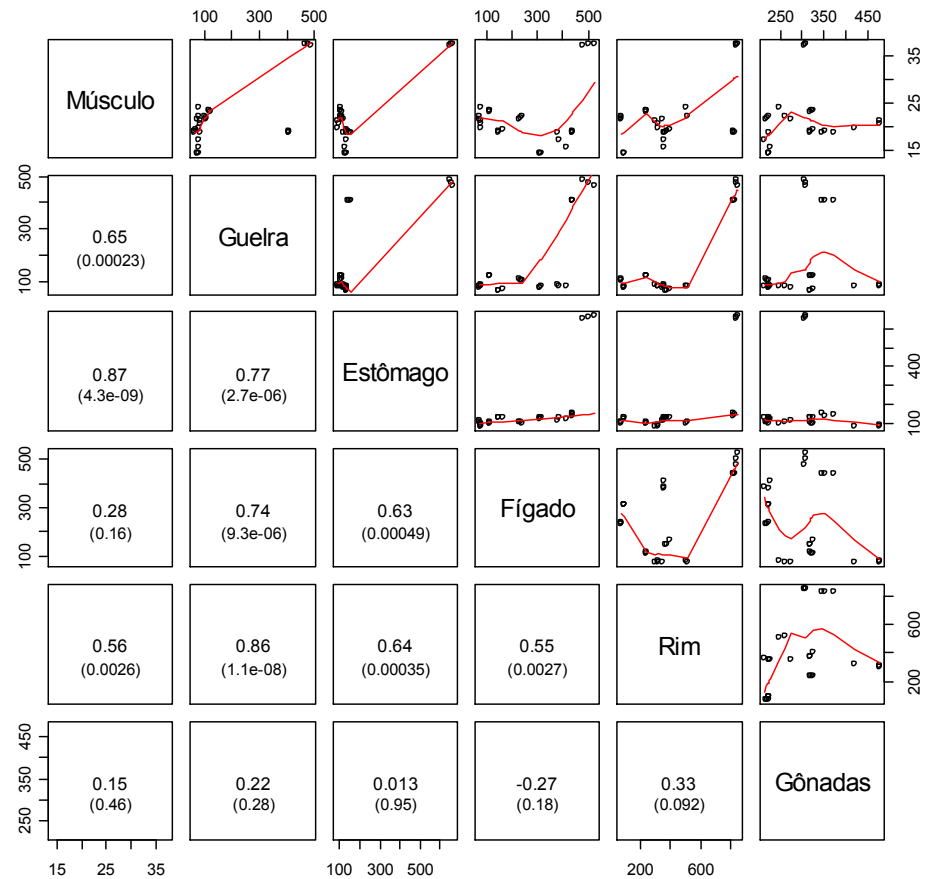 100 300 500
100 300 500
250 350 450
Músculo
15 25 35
100 300 500
0.65
(0.00023)
Guelra
0.87
(4.3e-09)
0.77
(2.7e-06)
Estômago
100 400
100 300 500
0.28
(0.16)
0.74
(9.3e-06)
0.63
(0.00049)
Fígado
0.56
(0.0026)
0.86
(1.1e-08)
0.64
(0.00035)
0.55
(0.0027)
Rim
200 600
250 350 450
0.15
(0.46)
0.22
(0.28)
0.013
(0.95)
-0.27
(0.18)
0.33
(0.092)
Gônadas
15 25 35
100 300 500
200 600